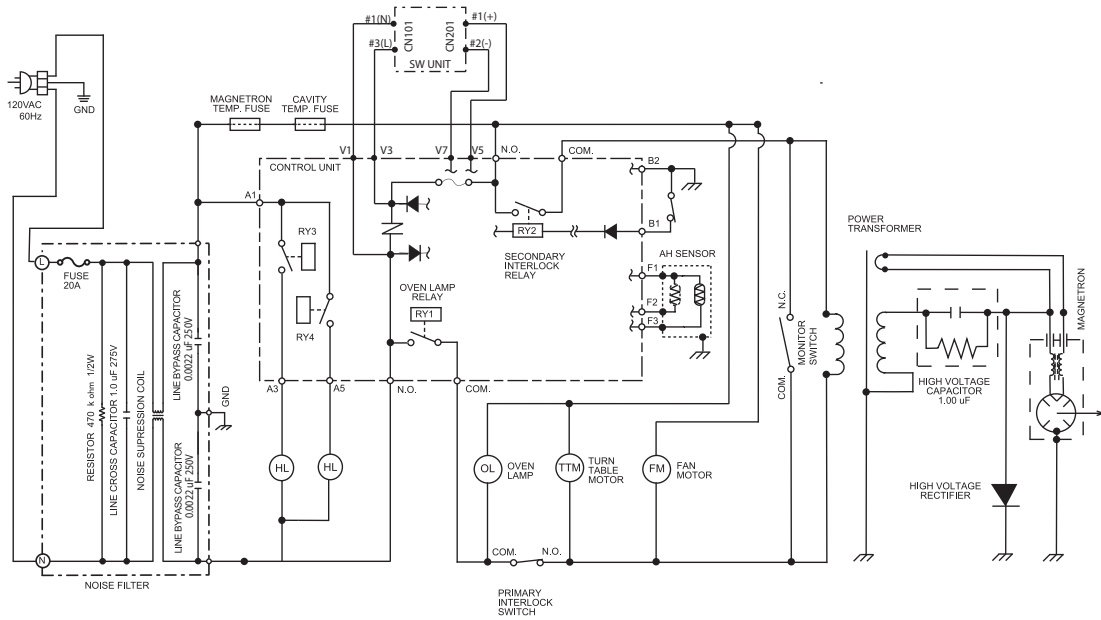 #1(N)
#3(L)
CN101
CN201
SW UNIT
#1(+)
#2(-)
120VAC
60Hz
GND
MAGNETRON
TEMP. FUSE
CAVITY
TEMP. FUSE
V1
V3
V7
V5
N.O.
COM.
CONTROL UNIT
B2
A1
RY3
RY2
B1
SECONDARY
INTERLOCK
RELAY
AH SENSOR
F1
F2
F3
POWER
TRANSFORMER
L
FUSE
20A
RY4
OVEN LAMP
RELAY
RY1
N.C.
MONITOR
SWITCH
COM.
MAGNETRON
HIGH VOLTAGE
CAPACITOR
1.00 uF
RESISTOR 470 k ohm 1/2W
LINE CROSS CAPACITOR 1.0 uF 275V
NOISE SUPRESSION COIL
LINE BYPASS CAPACITOR
0.0022 uF 250V
GND
LINE BYPASS CAPACITOR
0.0022 uF 250V
A3
A5
N.O.
COM.
HL
HL
OL
OVEN
LAMP
TTM
TURN
TABLE
MOTOR
FM
FAN
MOTOR
HIGH VOLTAGE
RECTIFIER
N
NOISE FILTER
COM.
N.O.
PRIMARY
INTERLOCK
SWITCH